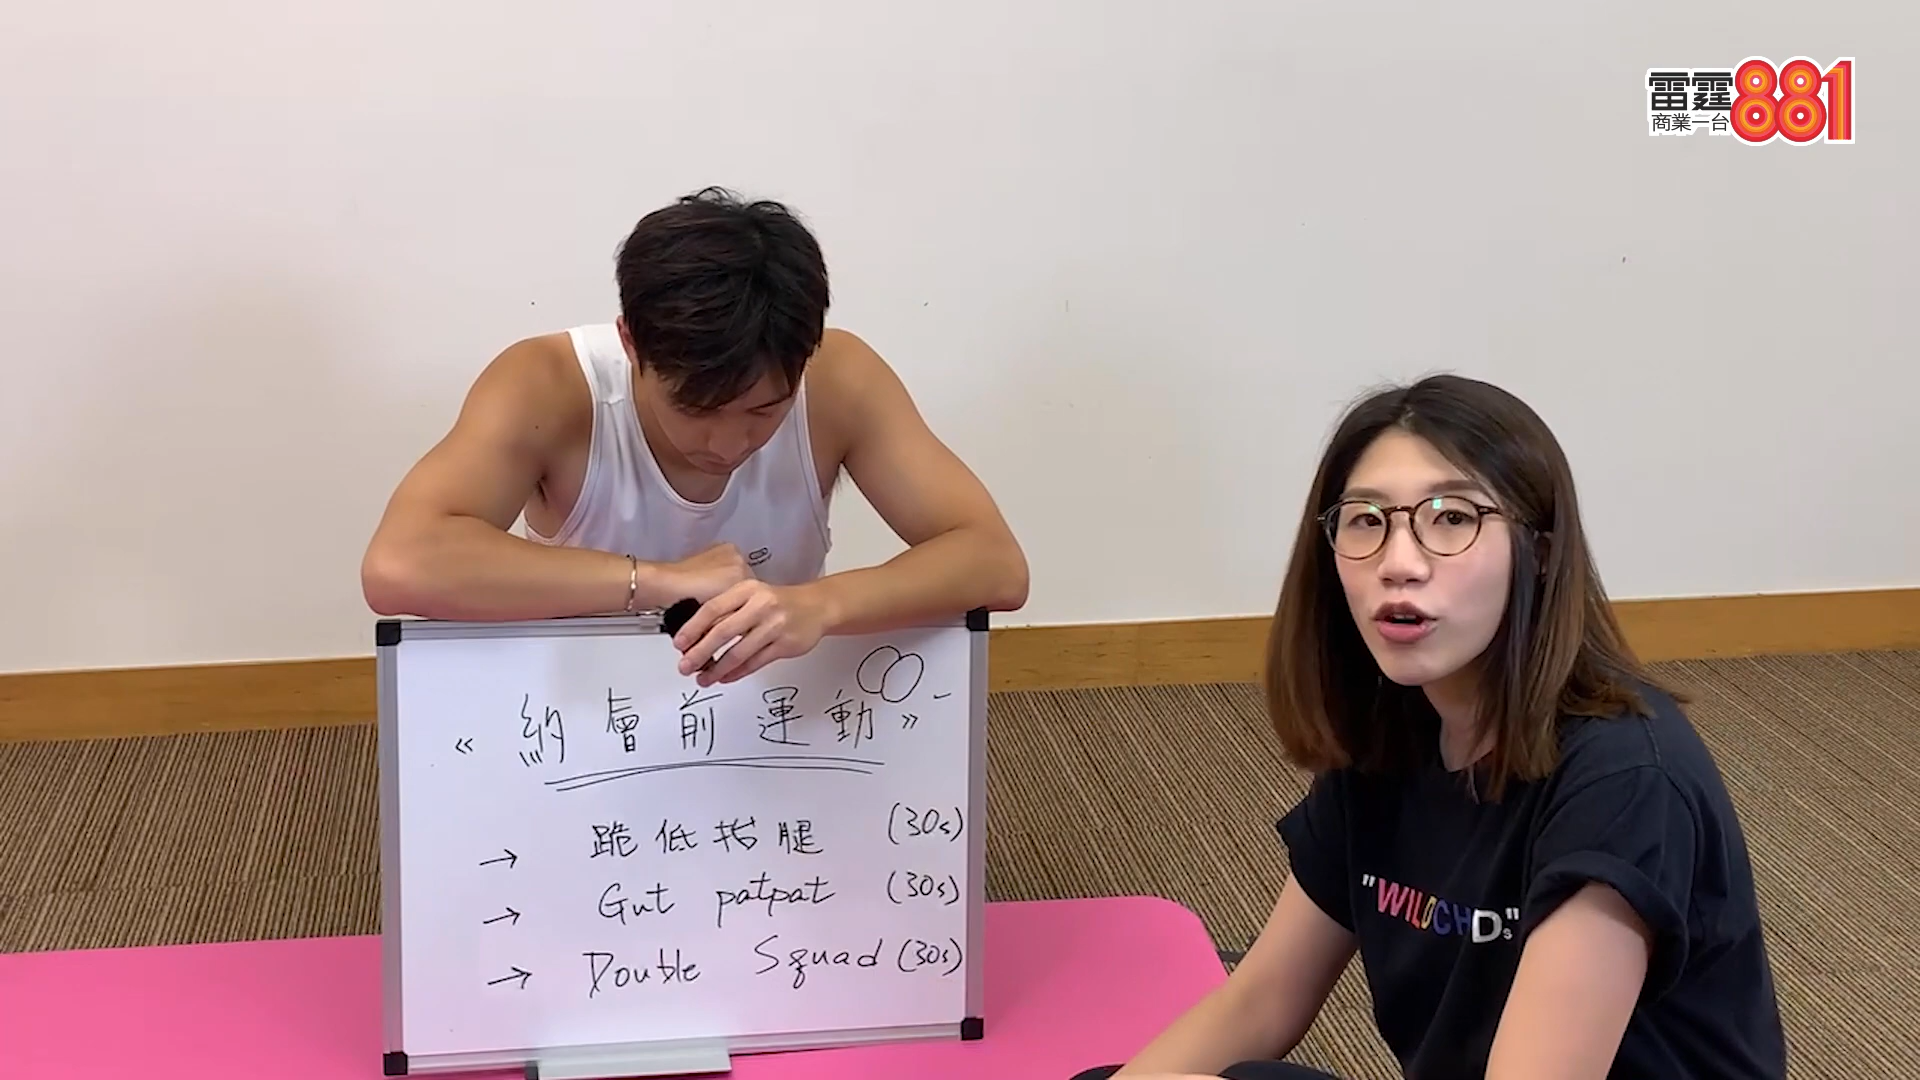 雷霆881
商業一台
《約會前運動》
→ 跪低抬腿 (30s)
→ Gut patpat (30s)
→ Double Squad (30s)
"WILDCHD